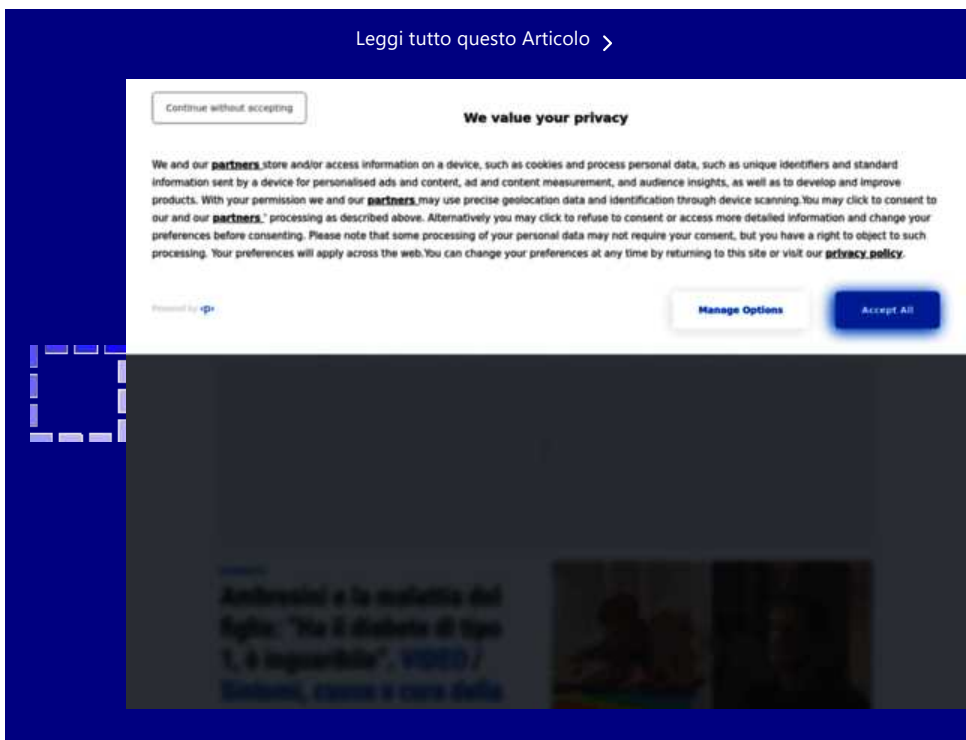 Leggi tutto questo Articolo
Continue without accepting
We value your privacy
We and our partners store and/or access information on a device, such as cookies and process personal data, such as unique identifiers and standard
information sent by a device for personalised ads and content, ad and content measurement, and audience insights, as well as to develop and improve
products. With your permission we and our partners may use precise geolocation data and identification through device scanning.You may click to consent to
our and our partners ' processing as described above. Alternatively you may click to refuse to consent or access more detailed information and change your
preferences before consenting. Please note that some processing of your personal data may not require your consent, but you have a right to object to such
processing. Your preferences will apply across the web.You can change your preferences at any time by returning to this site or visit our privacy policy.
Powered by
Manage Options
Accept All
Ambrosini e la malattia del
figlio: "Ha il diabete di tipo
1, è inguaribile". VIDEO /
Sintomi, cause e cura della